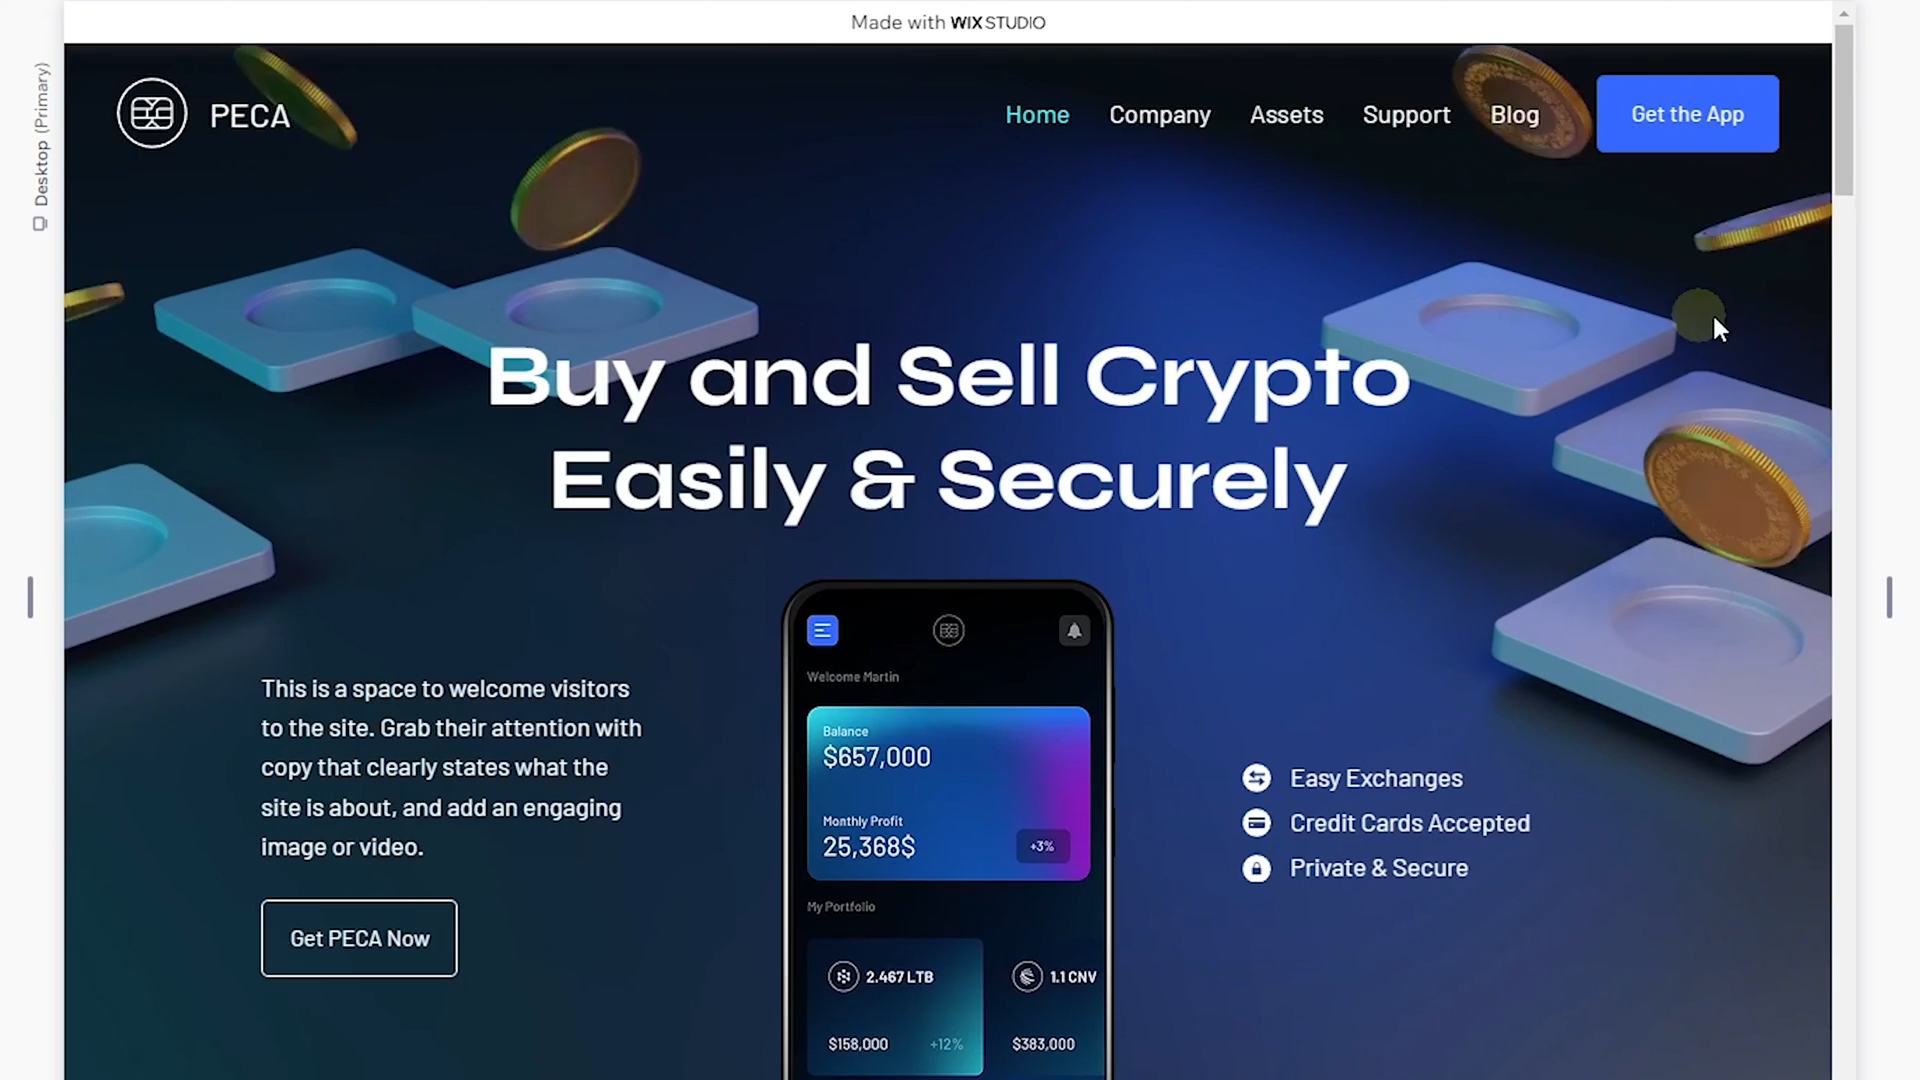 Made with WIX STUDIO
Desktop (Primary)
PECA
Home Company Assets Support Blog Get the App
Buy and Sell Crypto
Easily & Securely
This is a space to welcome visitors
to the site. Grab their attention with
copy that clearly states what the
site is about, and add an engaging
image or video.
Get PECA Now
Welcome Martin
Balance
$657,000
Monthly Profit
25,368$
+3%
My Portfolio
2.467 LTB
$158,000 +12%
1.1 CNV
$383,000
Easy Exchanges
Credit Cards Accepted
Private & Secure